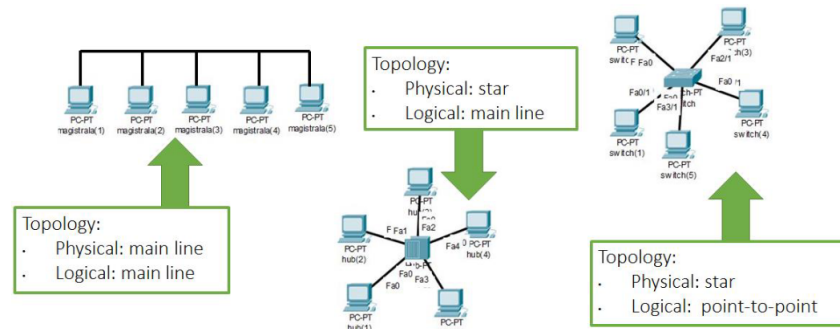 PC-PT
magistrala(1)
PC-PT
magistrala(2)
PC-PT
magistrala(3)
PC-PT
magistrala(4)
PC-PT
magistrala(5)
Topology:
· Physical: main line
· Logical: main line
Topology:
· Physical: star
· Logical: main line
PC-PT
Fa1
Fa2
PC-PT
hub(2)
Fa4
PC-PT
hub(4)
Fa0
Fa0
Fa3
PC-PT
hub(1)
PC-PT
PC-PT
Fa0
Fa2/1
PC-PT
Fa0/1
Fa3/1
Fa0
PC-PT
switch(1)
PC-PT
switch(4)
PC-PT
switch(5)
Topology:
· Physical: star
· Logical: point-to-point